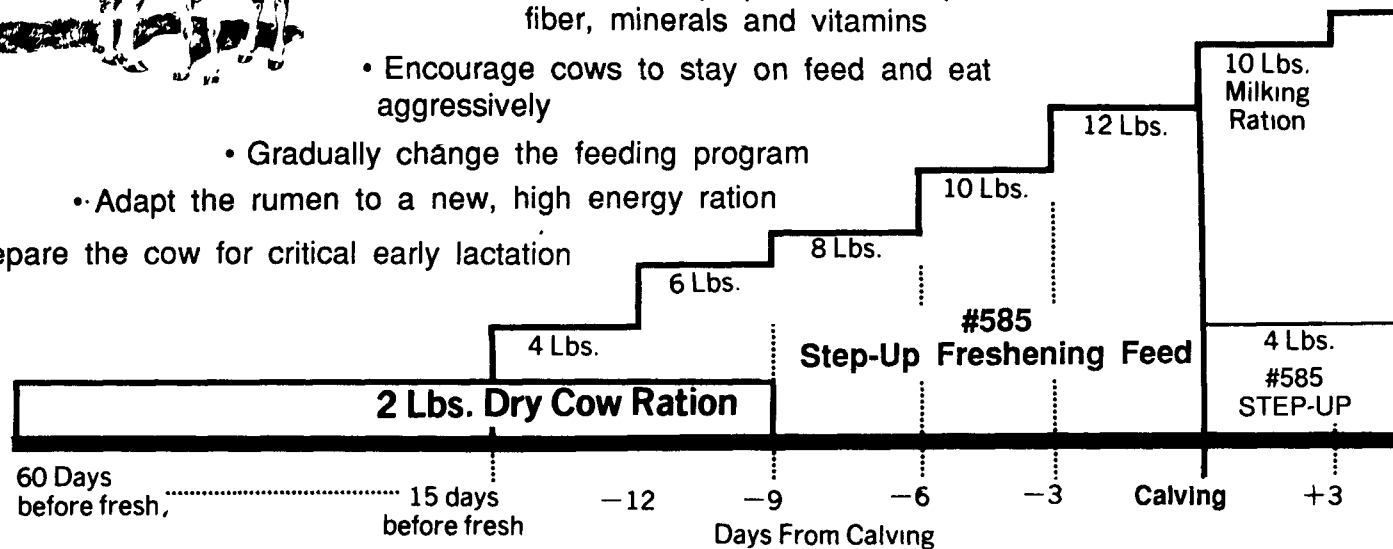 fiber, minerals and vitamins
• Encourage cows to stay on feed and eat
aggressively
• Gradually change the feeding program
• Adapt the rumen to a new, high energy ration
epare the cow for critical early lactation
10 Lbs.
Milking
Ration
12 Lbs.
10 Lbs.
8 Lbs.
6 Lbs.
4 Lbs.
#585
Step-Up Freshening Feed
4 Lbs.
#585
STEP-UP
2 Lbs. Dry Cow Ration
60 Days
before fresh,
15 days
before fresh
−12
−9
−6
−3
Calving
+3
Days From Calving